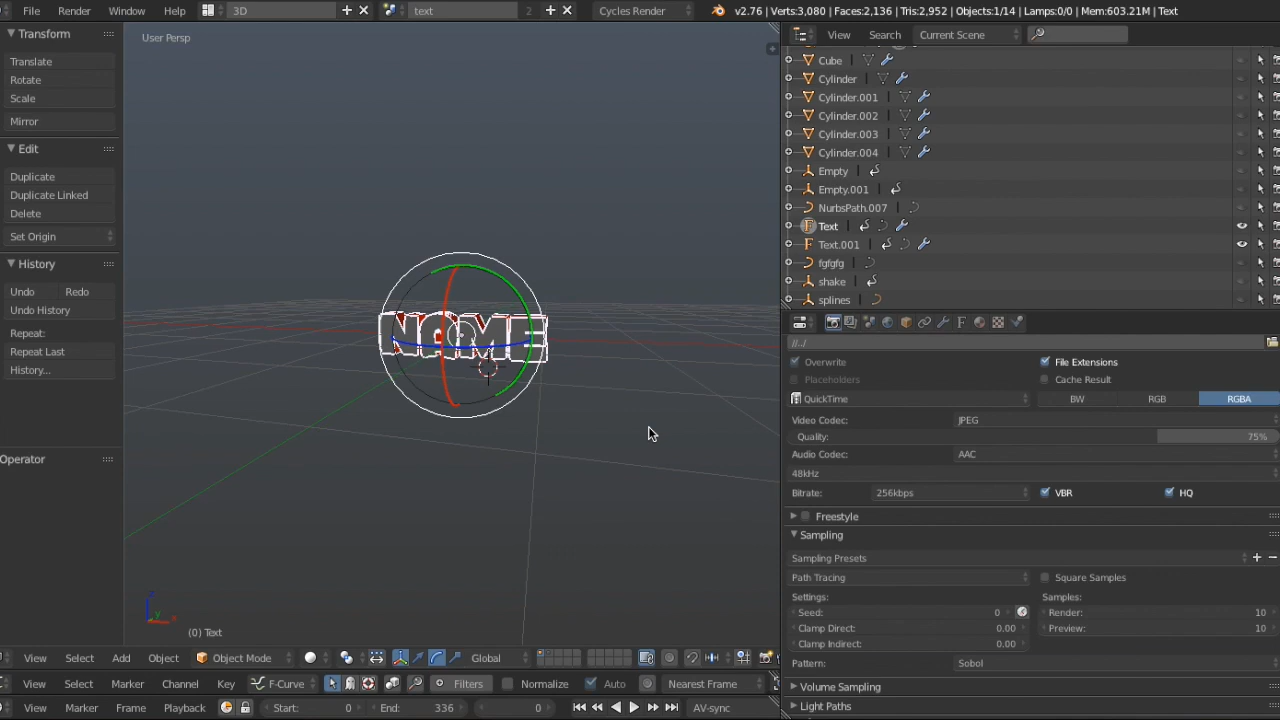 File Render Window Help 3D text 2 Cycles Render v2.76 | Verts:3,080 | Faces:2,136 | Tris:2,952 | Objects:1/14 | Lamps:0/0 | Mem:603.21M | Text
Transform
Translate
Rotate
Scale
Mirror
Edit
Duplicate
Duplicate Linked
Delete
Set Origin
History
Undo Redo
Undo History
Repeat:
Repeat Last
History...
Operator
User Persp
NAME
(0) Text
View Search Current Scene
Cube
Cylinder
Cylinder.001
Cylinder.002
Cylinder.003
Cylinder.004
Empty
Empty.001
NurbsPath.007
Text
Text.001
fgfgfg
shake
splines
//../
Overwrite File Extensions
Placeholders Cache Result
QuickTime BW RGB RGBA
Video Codec: JPEG
Quality: 75%
Audio Codec: AAC
48kHz
Bitrate: 256kbps VBR HQ
Freestyle
Sampling
Sampling Presets
Path Tracing Square Samples
Settings: Samples:
Seed: 0 Render: 10
Clamp Direct: 0.00 Preview: 10
Clamp Indirect: 0.00
Pattern: Sobol
Volume Sampling
Light Paths
View Select Add Object Object Mode Global
View Select Marker Channel Key F-Curve Filters Normalize Auto Nearest Frame
View Marker Frame Playback Start: 0 End: 336 0 AV-sync